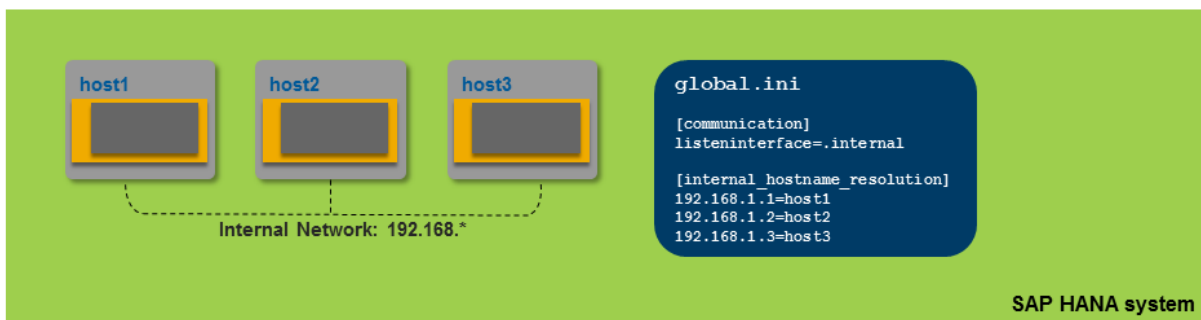 host1
host2
host3
Internal Network: 192.168.*
global.ini
[communication]
listeninterface=.internal
[internal_hostname_resolution]
192.168.1.1=host1
192.168.1.2=host2
192.168.1.3=host3
SAP HANA system